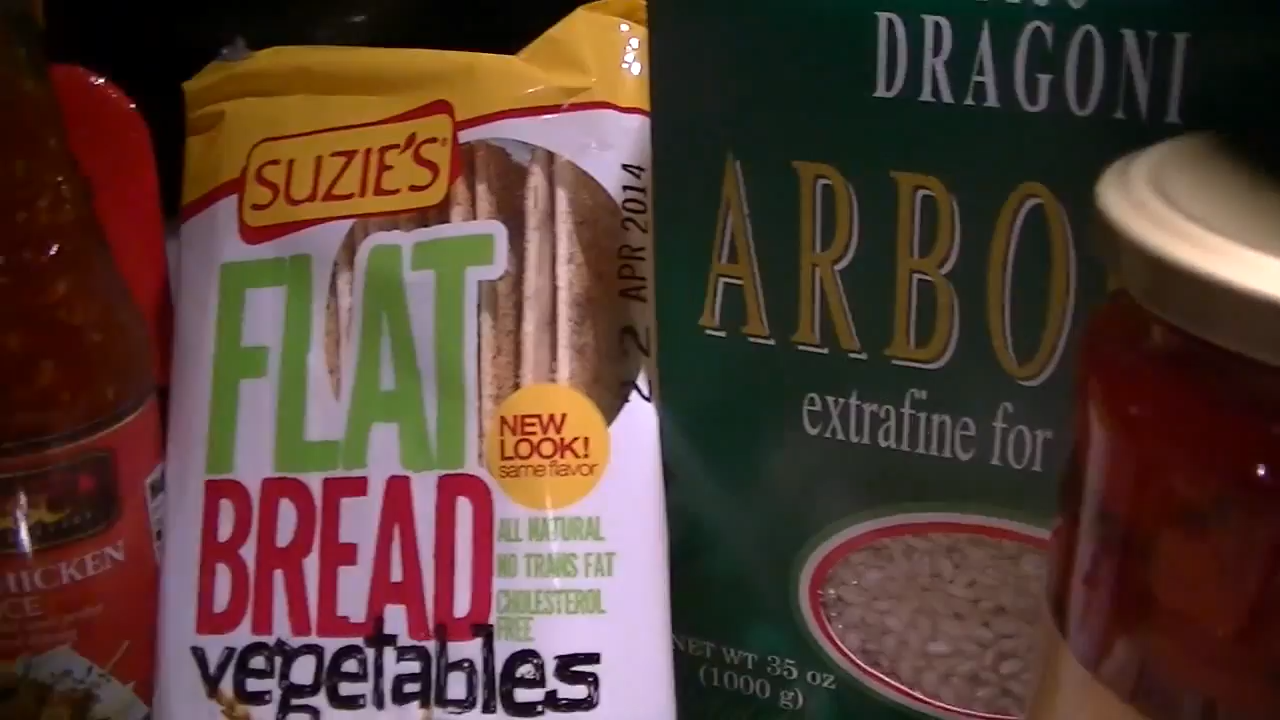 SUZIE'S
FLAT
BREAD
vegetables
NEW
LOOK!
same flavor
ALL NATURAL
NO TRANS FAT
CHOLESTEROL
FREE
2 APR 2014
DRAGONI
ARBO
extrafine for
NET WT 35 oz
(1000 g)
HICKEN
CE